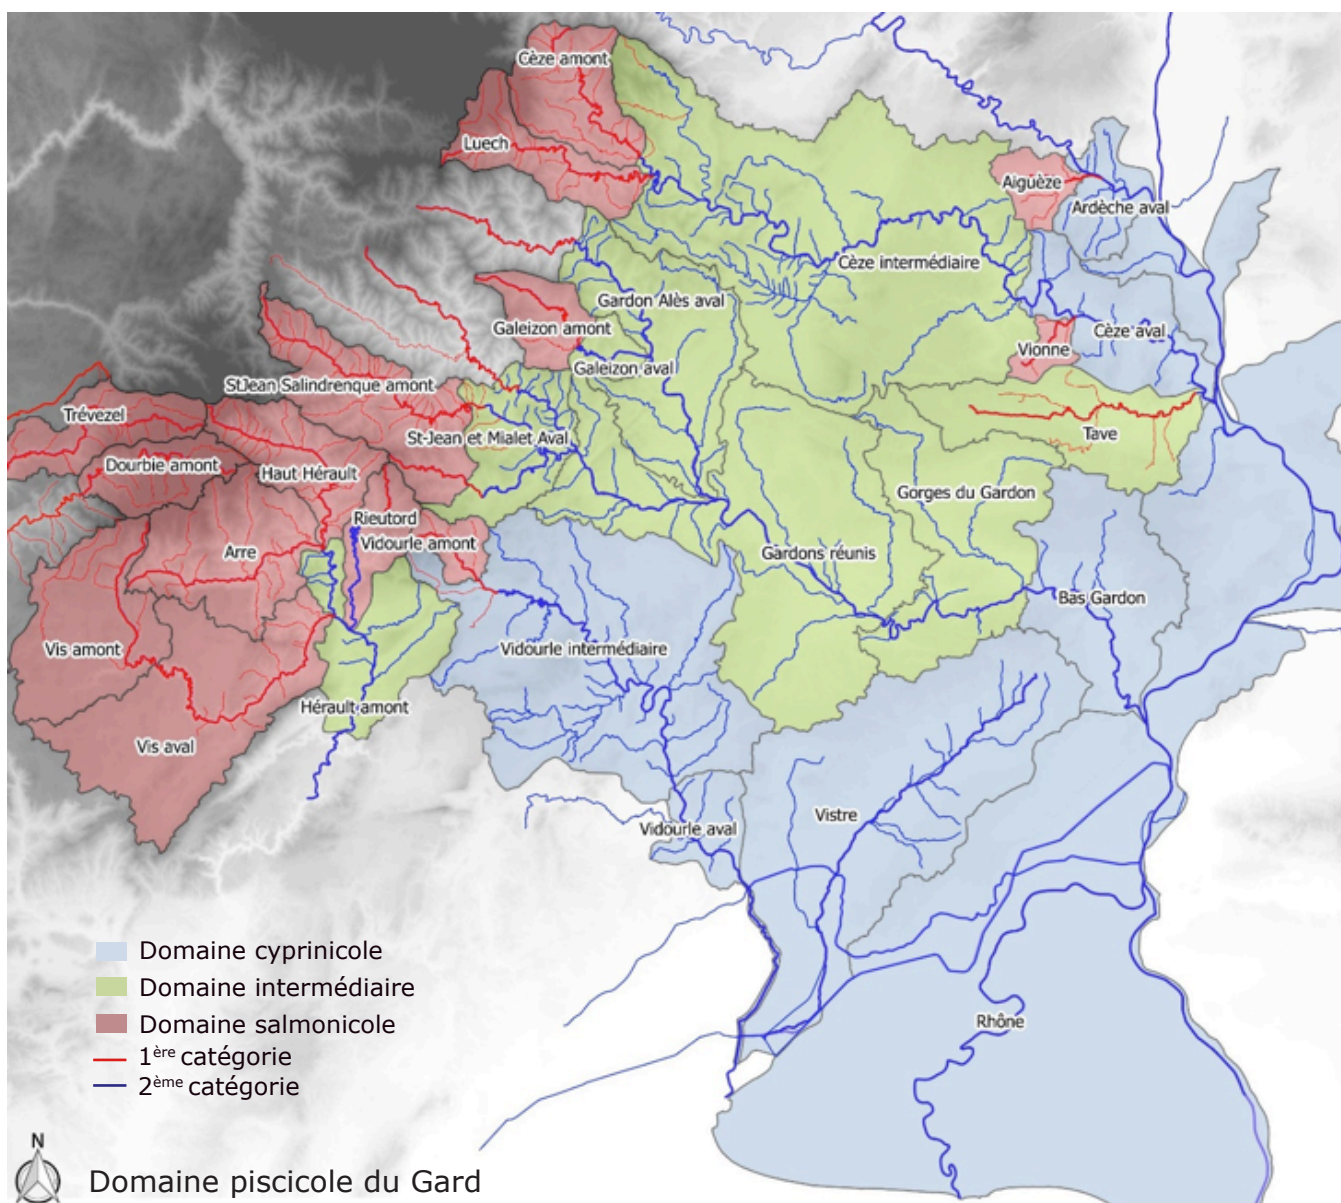 Cèze amont
Luech
Aiguèze
Ardèche aval
Cèze intermédiaire
Gardon Alès aval
Galeizon amont
Cèze aval
Vionne
Galeizon aval
StJean Salindrenque amont
Trévezel
St-Jean et Mialet Aval
Tave
Dourbie amont
Haut Hérault
Gorges du Gardon
Rieutord
Vidourle amont
Arre
Gardons réunis
Bas Gardon
Vis amont
Vidourle intermédiaire
Hérault amont
Vis aval
Vidourle aval
Vistre
Rhône
Domaine cyprinicole
Domaine intermédiaire
Domaine salmonicole
1ère catégorie
2ème catégorie
N
Domaine piscicole du Gard